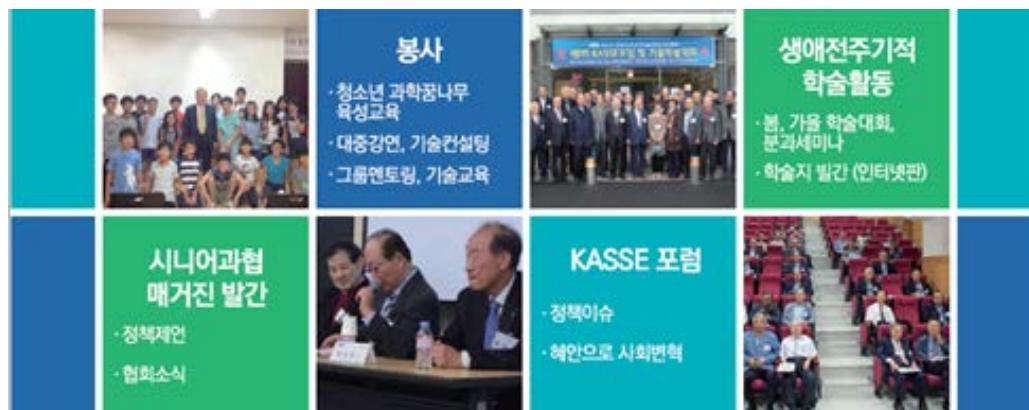 봉사
· 청소년 과학꿈나무
육성교육
· 대중강연, 기술컨설팅
· 그룹멘토링, 기술교육
생애전주기적
학술활동
· 봄, 가을 학술대회,
분과세미나
· 학술지 발간 (인터넷판)
시니어과협
매거진 발간
· 정책제언
· 협회소식
KASSE 포럼
· 정책이슈
· 혜안으로 사회변혁